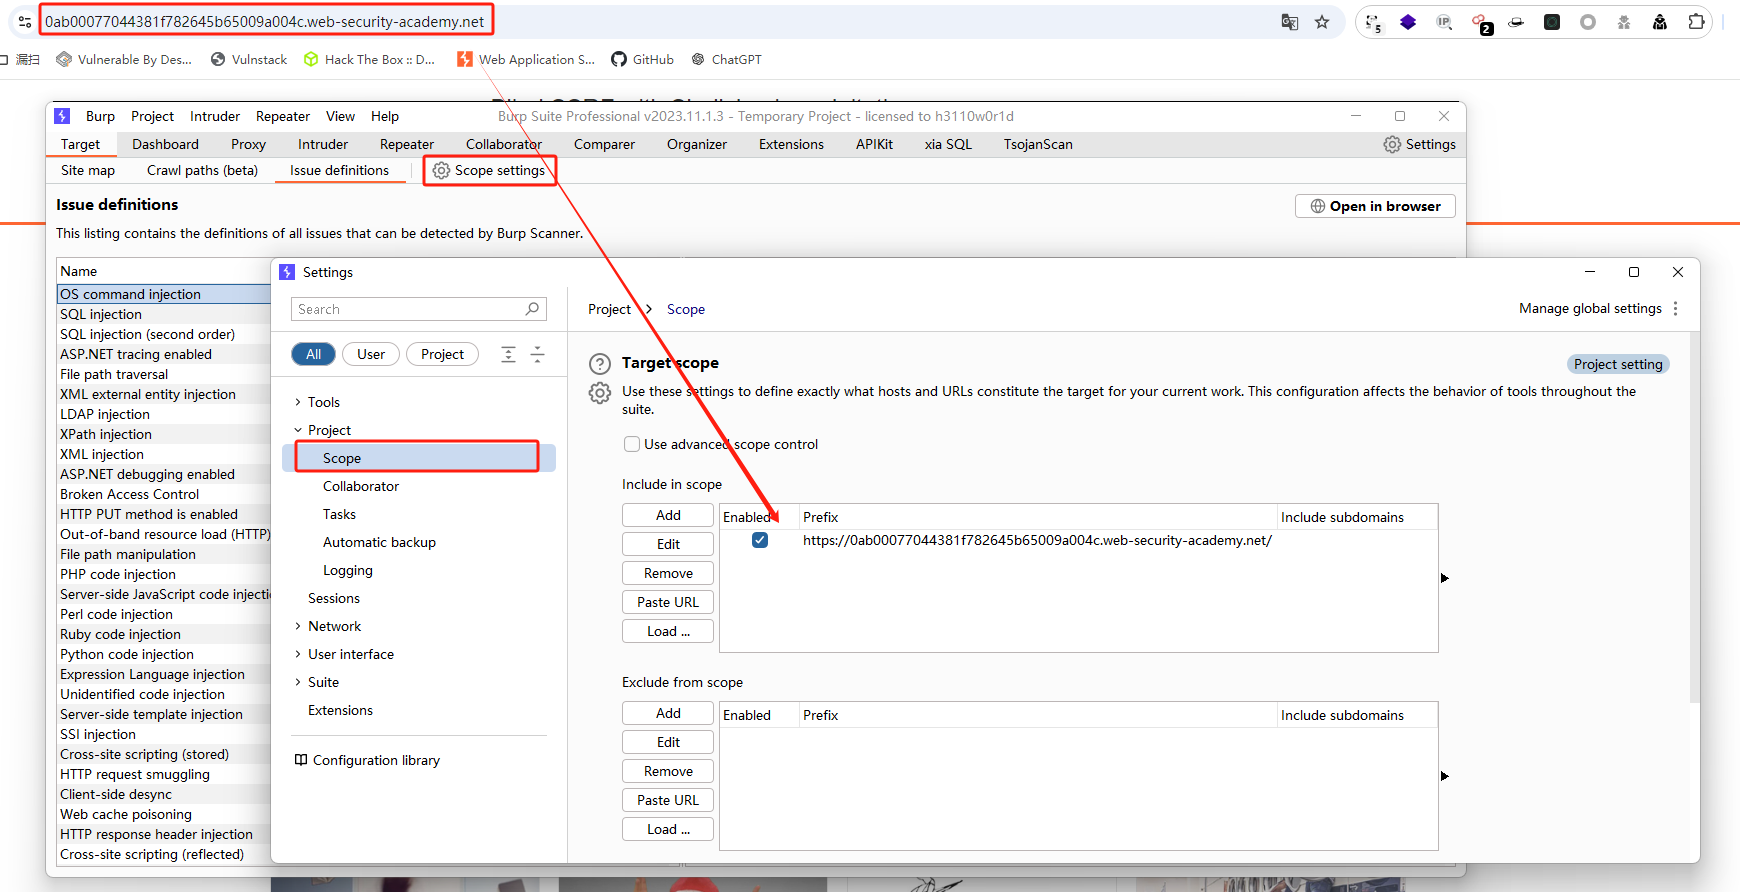 0ab00077044381f782645b65009a004c.web-security-academy.net
5
IP
2
漏扫
Vulnerable By Des...
Vulnstack
Hack The Box :: D...
Web Application S...
GitHub
ChatGPT
Burp Project Intruder Repeater View Help
Burp Suite Professional v2023.11.1.3 - Temporary Project - licensed to h3110w0r1d
Target Dashboard Proxy Intruder Repeater Collaborator Comparer Organizer Extensions APIKit xia SQL TsojanScan Settings
Site map Crawl paths (beta) Issue definitions Scope settings
Issue definitions
Open in browser
This listing contains the definitions of all issues that can be detected by Burp Scanner.
Name
OS command injection
SQL injection
SQL injection (second order)
ASP.NET tracing enabled
File path traversal
XML external entity injection
LDAP injection
XPath injection
XML injection
ASP.NET debugging enabled
Broken Access Control
HTTP PUT method is enabled
Out-of-band resource load (HTTP)
File path manipulation
PHP code injection
Server-side JavaScript code injecti
Perl code injection
Ruby code injection
Python code injection
Expression Language injection
Unidentified code injection
Server-side template injection
SSI injection
Cross-site scripting (stored)
HTTP request smuggling
Client-side desync
Web cache poisoning
HTTP response header injection
Cross-site scripting (reflected)
Settings
Search
All User Project
Tools
Project
Scope
Collaborator
Tasks
Automatic backup
Logging
Sessions
Network
User interface
Suite
Extensions
Configuration library
Project > Scope
Manage global settings
Target scope
Project setting
Use these settings to define exactly what hosts and URLs constitute the target for your current work. This configuration affects the behavior of tools throughout the
suite.
Use advanced scope control
Include in scope
Add
Edit
Remove
Paste URL
Load ...
Enabled Prefix Include subdomains
https://0ab00077044381f782645b65009a004c.web-security-academy.net/
Exclude from scope
Add
Edit
Remove
Paste URL
Load ...
Enabled Prefix Include subdomains